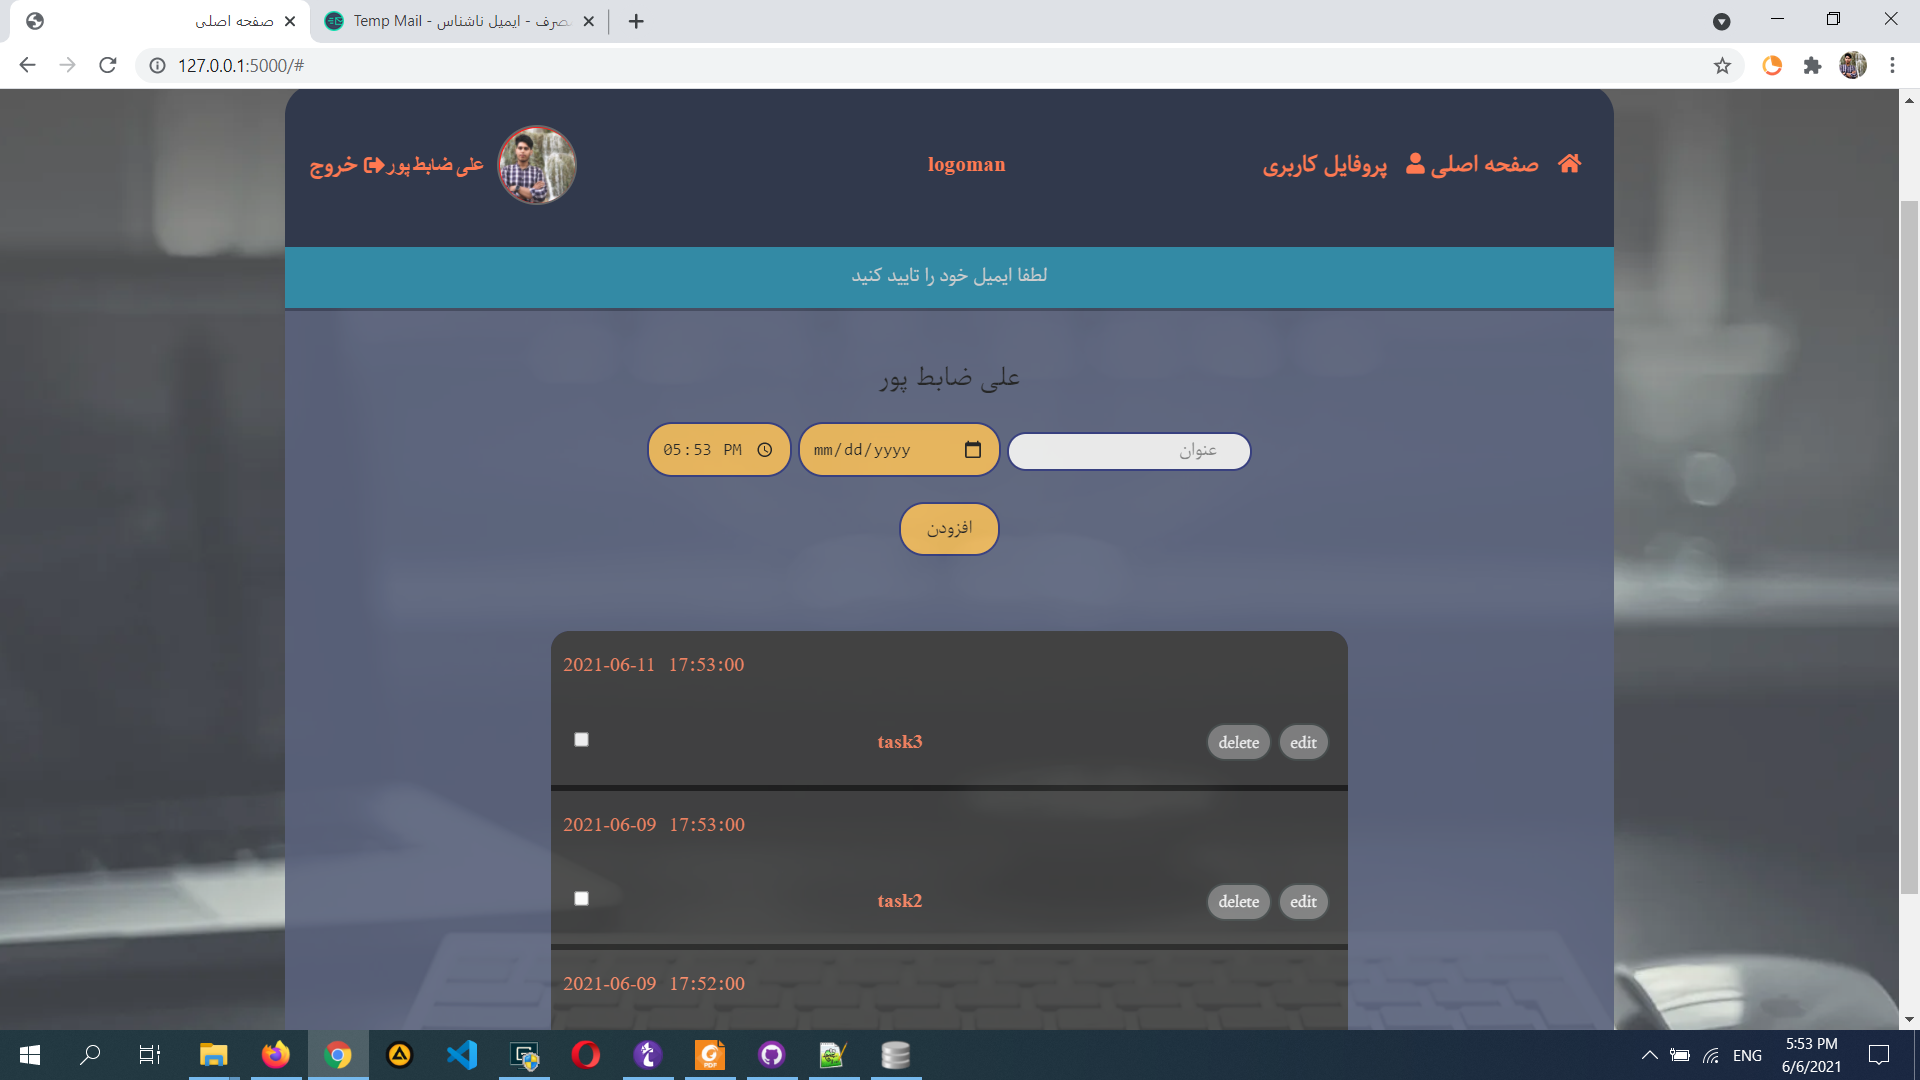 صفحه اصلی
Temp Mail - ایمیل ناشناس - مصرف
127.0.0.1:5000/#
صفحه اصلی
پروفایل کاربری
logoman
علی ضابط پور
خروج
لطفا ایمیل خود را تایید کنید
علی ضابط پور
عنوان
mm/dd/yyyy
05:53 PM
افزودن
2021-06-11 17:53:00
task3
delete edit
2021-06-09 17:53:00
task2
delete edit
2021-06-09 17:52:00
ENG
5:53 PM
6/6/2021